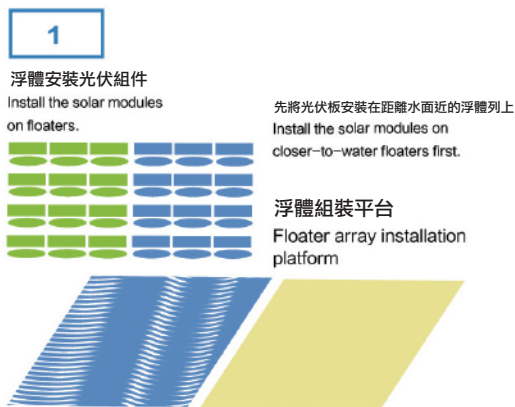 1
浮體安裝光伏組件
Install the solar modules
on floaters.
先將光伏板安裝在距離水面近的浮體列上
Install the solar modules on
closer-to-water floaters first.
浮體組裝平台
Floater array installation
platform